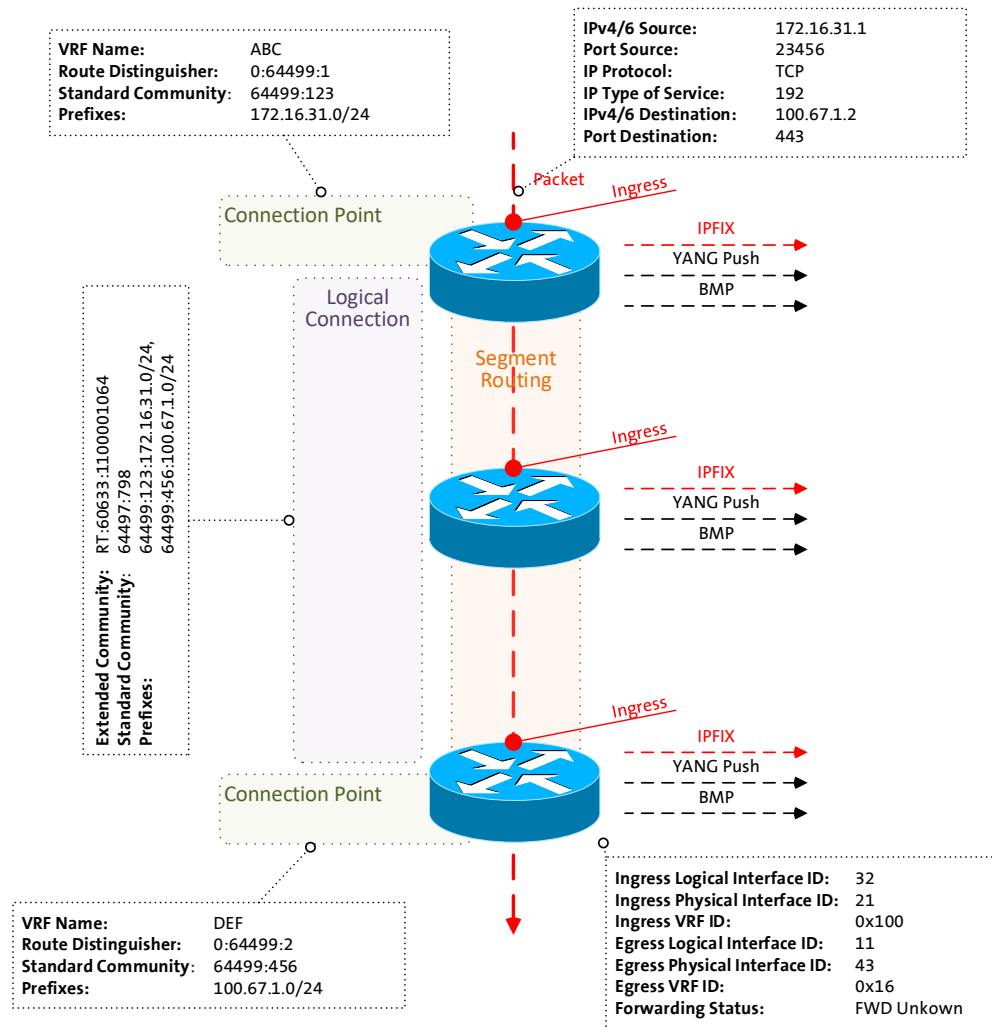 VRF Name: ABC
Route Distinguisher: 0:64499:1
Standard Community: 64499:123
Prefixes: 172.16.31.0/24
IPv4/6 Source: 172.16.31.1
Port Source: 23456
IP Protocol: TCP
IP Type of Service: 192
IPv4/6 Destination: 100.67.1.2
Port Destination: 443
Packet
Ingress
Connection Point
IPFIX
YANG Push
BMP
Logical
Connection
Segment
Routing
Extended Community: RT:60633:1100001064
Standard Community: 64497:798
Prefixes: 64499:123:172.16.31.0/24,
64499:456:100.67.1.0/24
Ingress
IPFIX
YANG Push
BMP
Ingress
IPFIX
YANG Push
BMP
Connection Point
VRF Name: DEF
Route Distinguisher: 0:64499:2
Standard Community: 64499:456
Prefixes: 100.67.1.0/24
Ingress Logical Interface ID: 32
Ingress Physical Interface ID: 21
Ingress VRF ID: 0x100
Egress Logical Interface ID: 11
Egress Physical Interface ID: 43
Egress VRF ID: 0x16
Forwarding Status: FWD Unkown